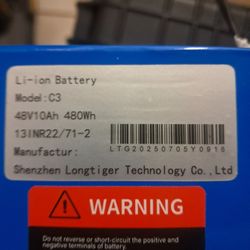 Li-ion Battery
Model:C3
48V10Ah 480Wh
13INR22/71-2
Manufactur:
LTG20250705Y0916
Shenzhen Longtiger Technology Co.,Ltd
WARNING
Do not reverse or short-circuit the positive and
negative terminals of battery.